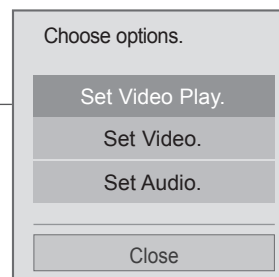 Choose options.
Set Video Play.
Set Video.
Set Audio.
Close